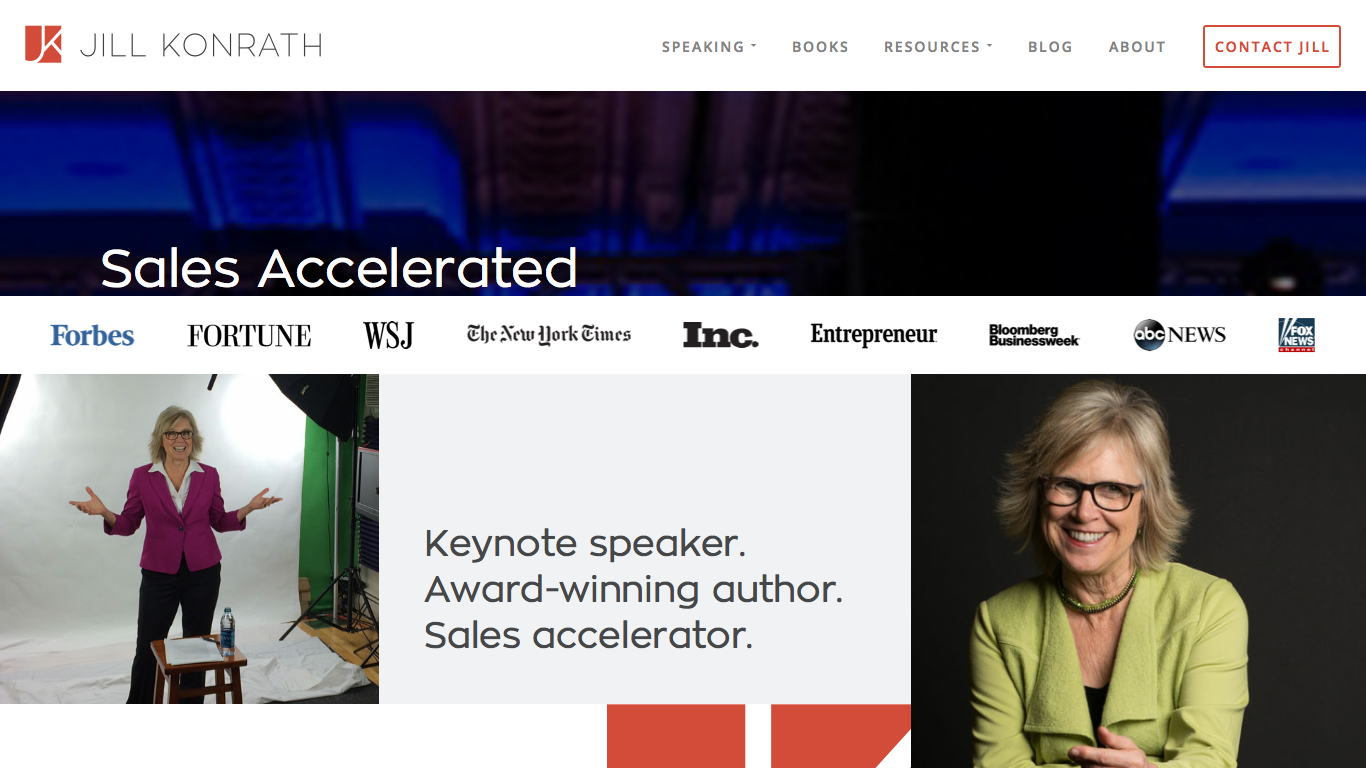 JK JILL KONRATH
SPEAKING
BOOKS
RESOURCES
BLOG
ABOUT
CONTACT JILL
Sales Accelerated
Forbes
FORTUNE
WSJ
The New York Times
Inc.
Entrepreneur
Bloomberg
Businessweek
abc NEWS
FOX
NEWS
channel
Keynote speaker.
Award-winning author.
Sales accelerator.